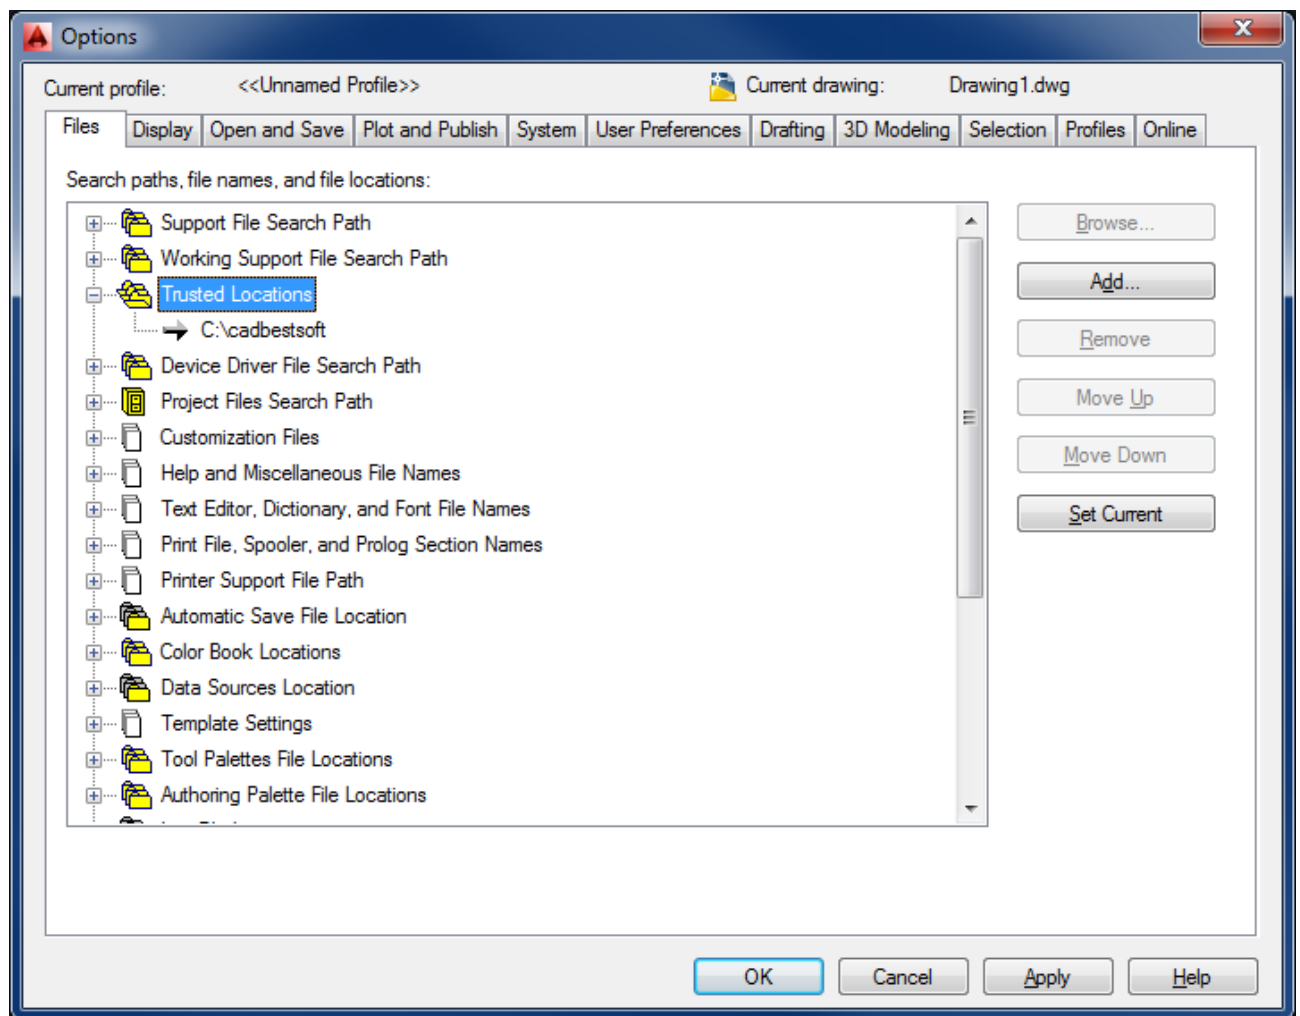 Options
Current profile: <<Unnamed Profile>> Current drawing: Drawing1.dwg
Files Display Open and Save Plot and Publish System User Preferences Drafting 3D Modeling Selection Profiles Online
Search paths, file names, and file locations:
Support File Search Path
Working Support File Search Path
Trusted Locations
C:\cadbestsoft
Device Driver File Search Path
Project Files Search Path
Customization Files
Help and Miscellaneous File Names
Text Editor, Dictionary, and Font File Names
Print File, Spooler, and Prolog Section Names
Printer Support File Path
Automatic Save File Location
Color Book Locations
Data Sources Location
Template Settings
Tool Palettes File Locations
Authoring Palette File Locations
Browse...
Add...
Remove
Move Up
Move Down
Set Current
OK Cancel Apply Help